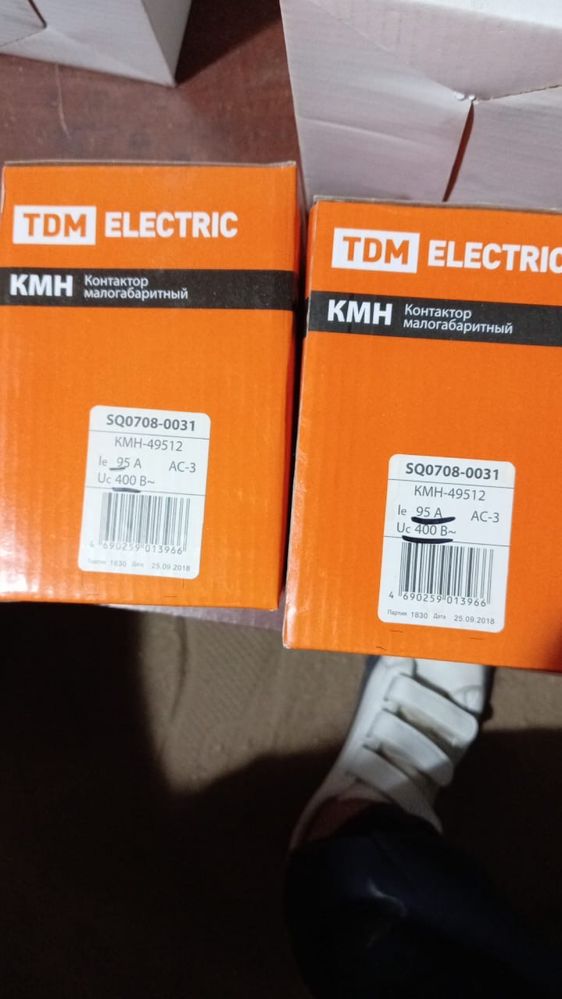 TDM ELECTRIC
КМН Контактор
малогабаритный
SQ0708-0031
КМН-49512
Ie 95 А АС-3
Uc 400 В~
4 690259 013966
Партия 1830 Дата 25.09.2018
TDM ELECTRIC
КМН Контактор
малогабаритный
SQ0708-0031
КМН-49512
Ie 95 А АС-3
Uc 400 В~
4 690259 013966
Партия 1830 Дата 25.09.2018